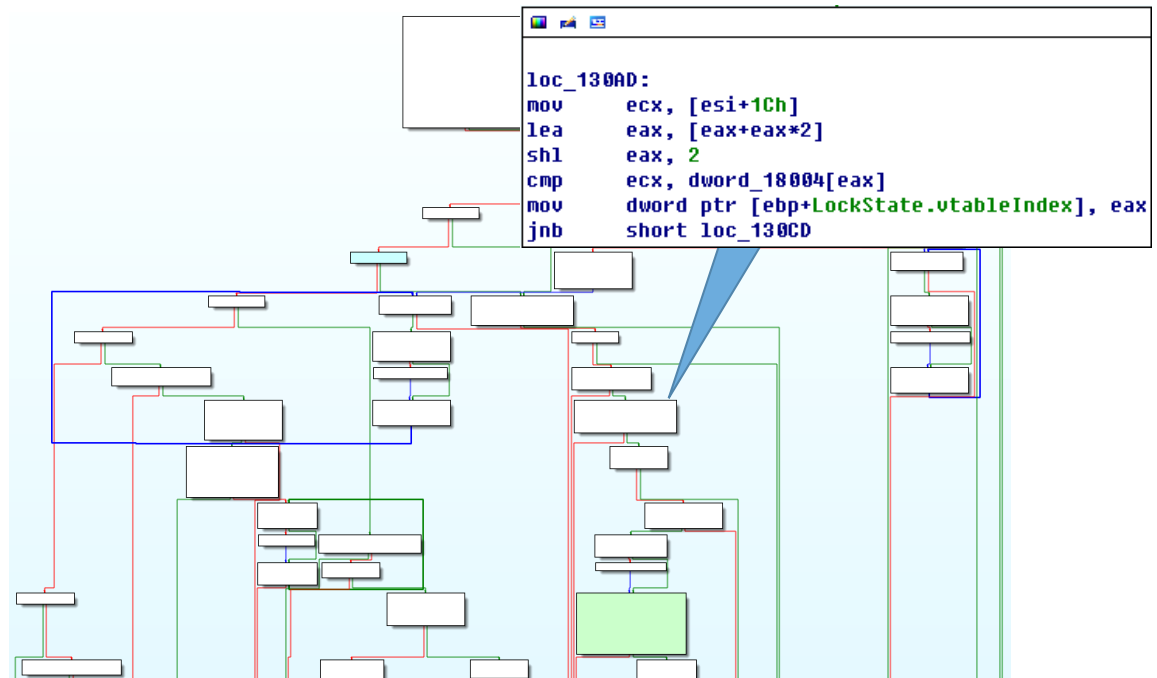 loc_130AD:
mov ecx, [esi+1Ch]
lea eax, [eax+eax*2]
shl eax, 2
cmp ecx, dword_18004[eax]
mov dword ptr [ebp+LockState.vtableIndex], eax
jnb short loc_130CD